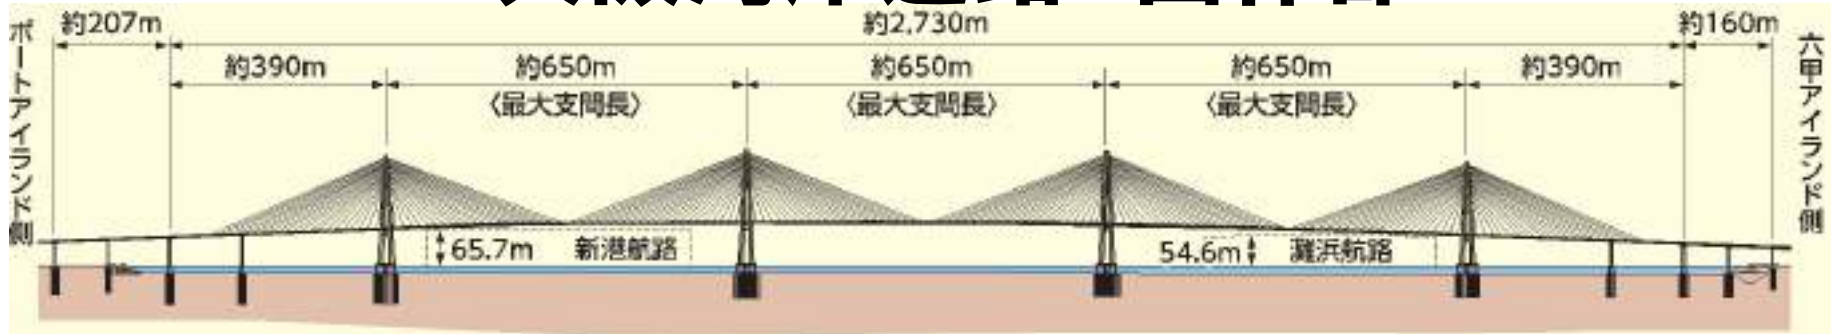 約207m
約2,730m
約160m
約390m
約650m
約650m
約650m
約390m
〈最大支間長〉
〈最大支間長〉
〈最大支間長〉
ポートアイランド側
六甲アイランド側
65.7m
新港航路
54.6m
灘浜航路